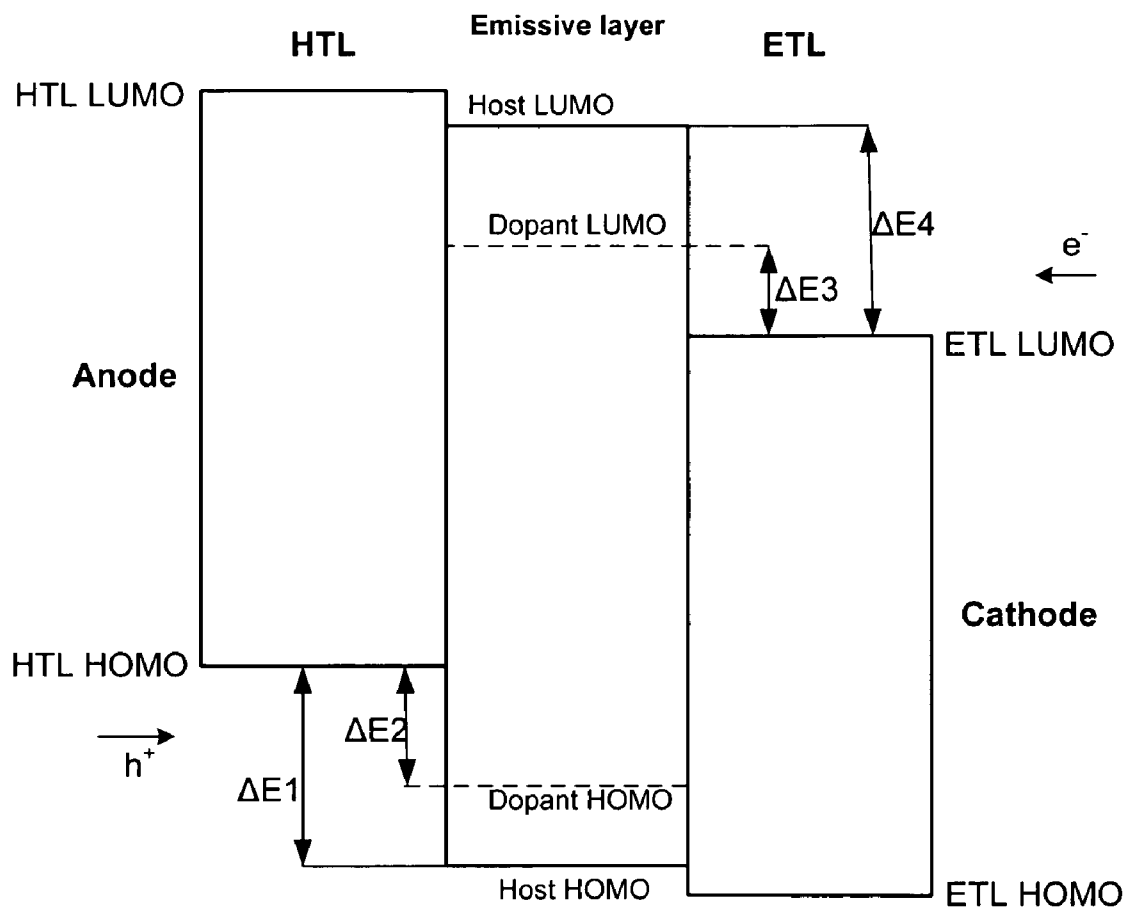 Emissive layer
HTL
ETL
HTL LUMO
Host LUMO
Dopant LUMO
ΔE4
e-
ΔE3
ETL LUMO
Anode
Cathode
HTL HOMO
ΔE2
h+
ΔE1
Dopant HOMO
Host HOMO
ETL HOMO